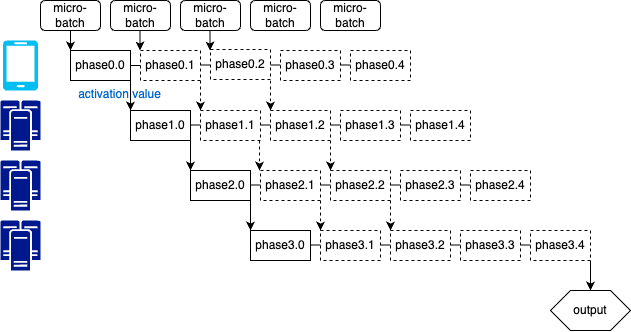 micro-
batch
micro-
batch
micro-
batch
micro-
batch
micro-
batch
phase0.0
phase0.1
phase0.2
phase0.3
phase0.4
activation value
phase1.0
phase1.1
phase1.2
phase1.3
phase1.4
phase2.0
phase2.1
phase2.2
phase2.3
phase2.4
phase3.0
phase3.1
phase3.2
phase3.3
phase3.4
output